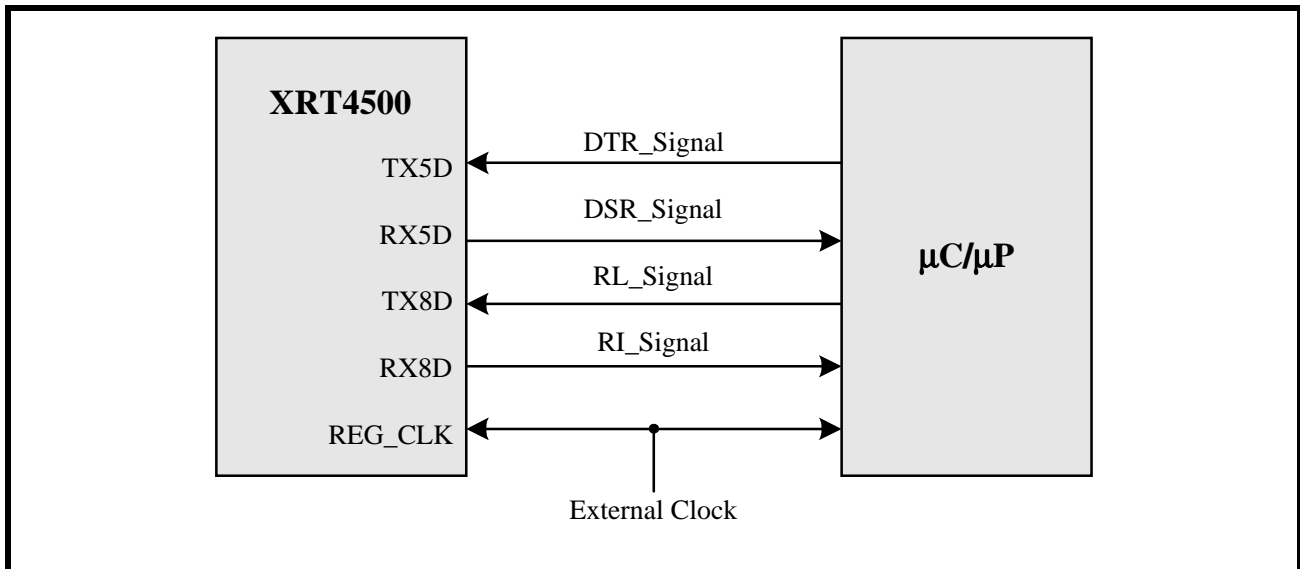 XRT4500
TX5D
RX5D
TX8D
RX8D
REG_CLK
DTR_Signal
DSR_Signal
RL_Signal
RI_Signal
External Clock
μC/μP